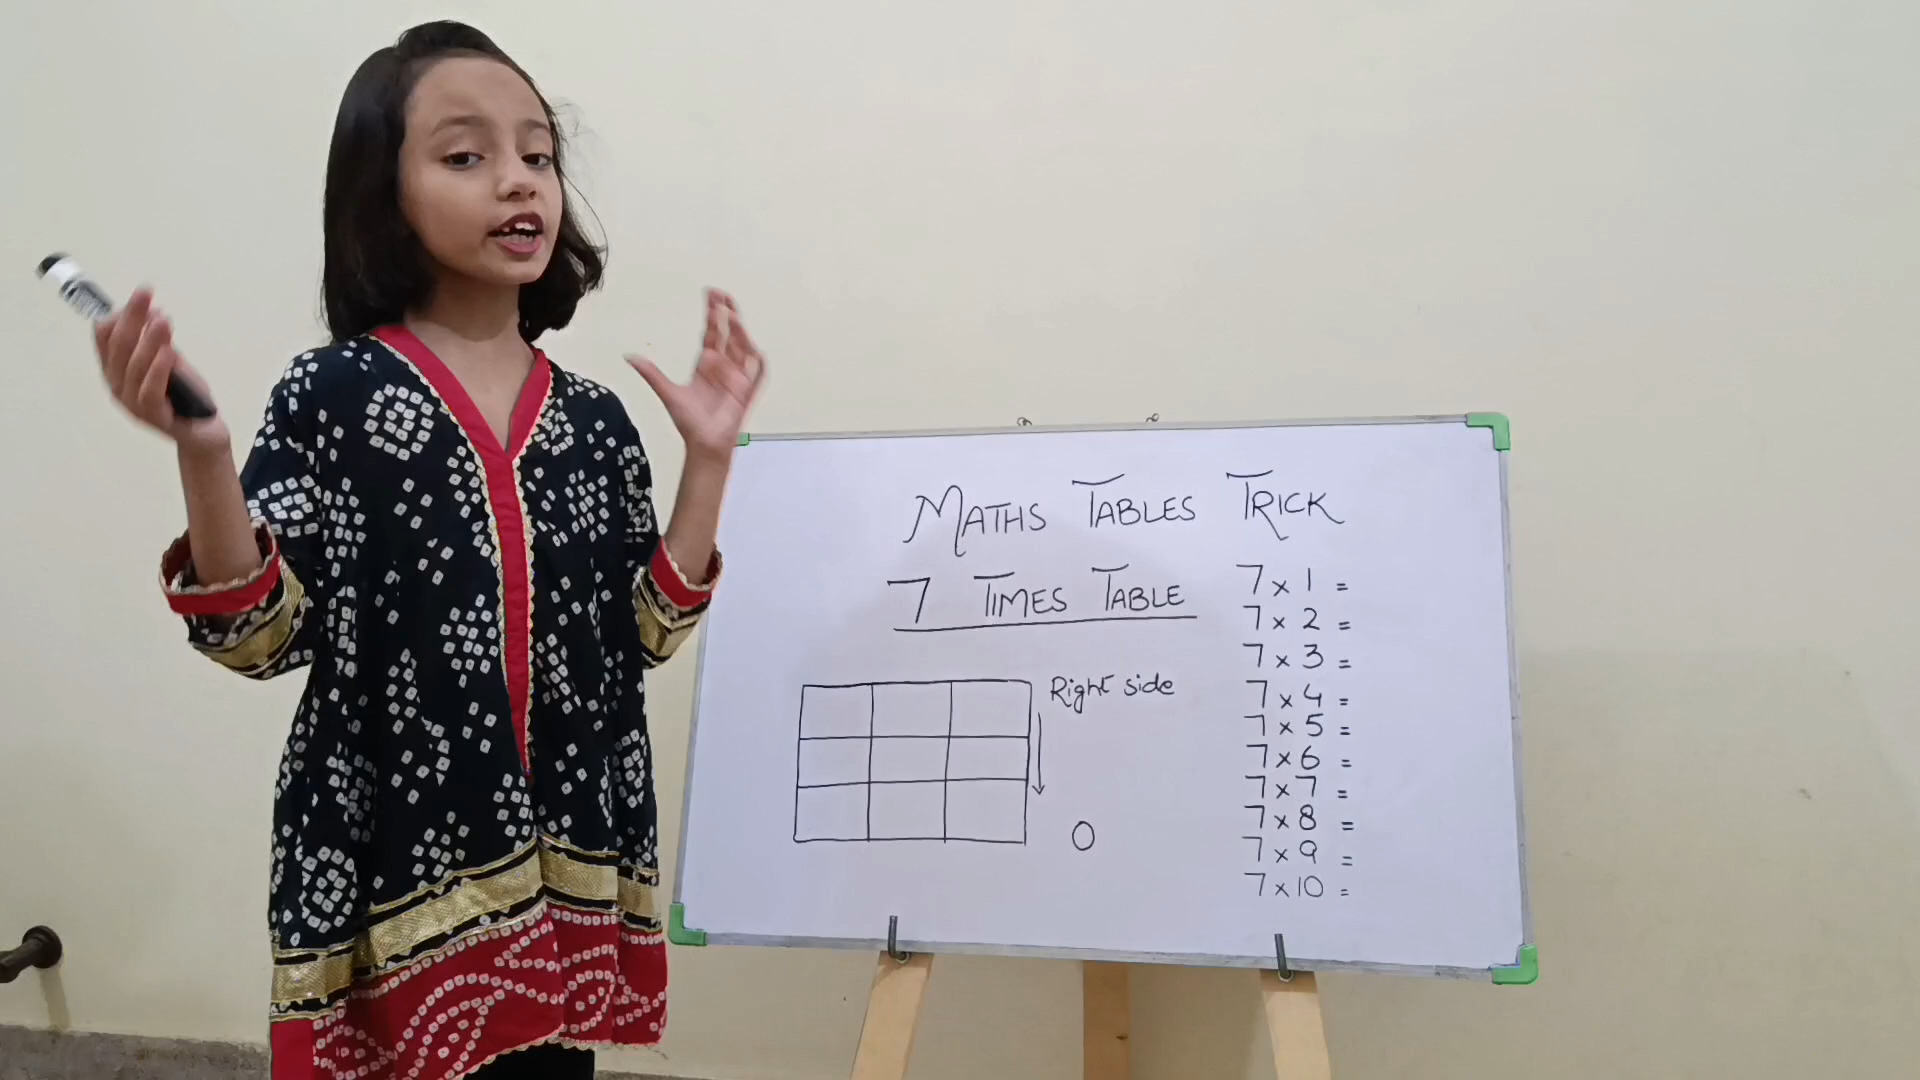 MATHS TABLES TRICK
7 TIMES TABLE
Right side
0
7 x 1 =
7 x 2 =
7 x 3 =
7 x 4 =
7 x 5 =
7 x 6 =
7 x 7 =
7 x 8 =
7 x 9 =
7 x 10 =